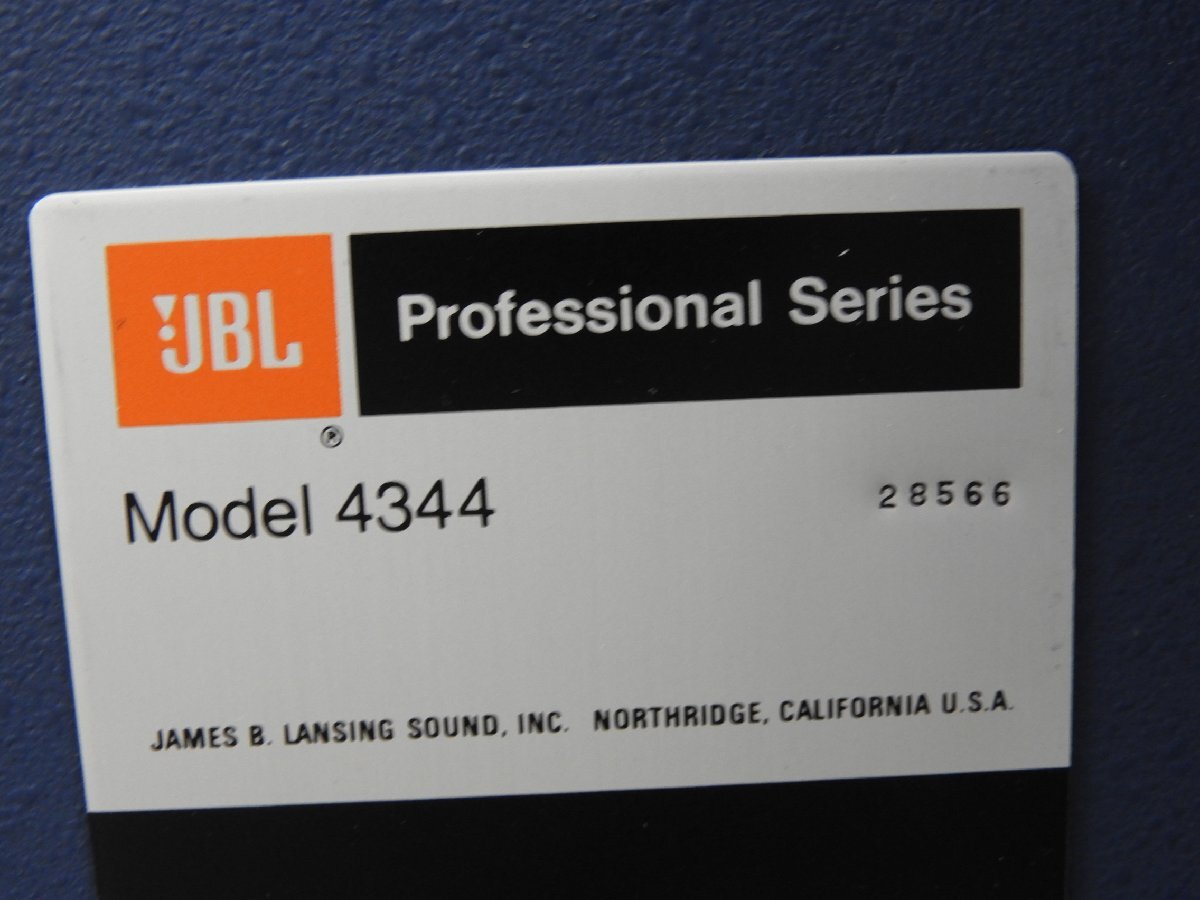 JBL Professional Series
®
Model 4344 28566
JAMES B. LANSING SOUND, INC. NORTHRIDGE, CALIFORNIA U.S.A.